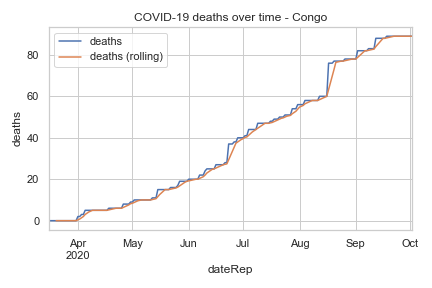 COVID-19 deaths over time - Congo
deaths
deaths (rolling)
80
60
40
20
0
deaths
Apr May Jun Jul Aug Sep Oct
2020
dateRep